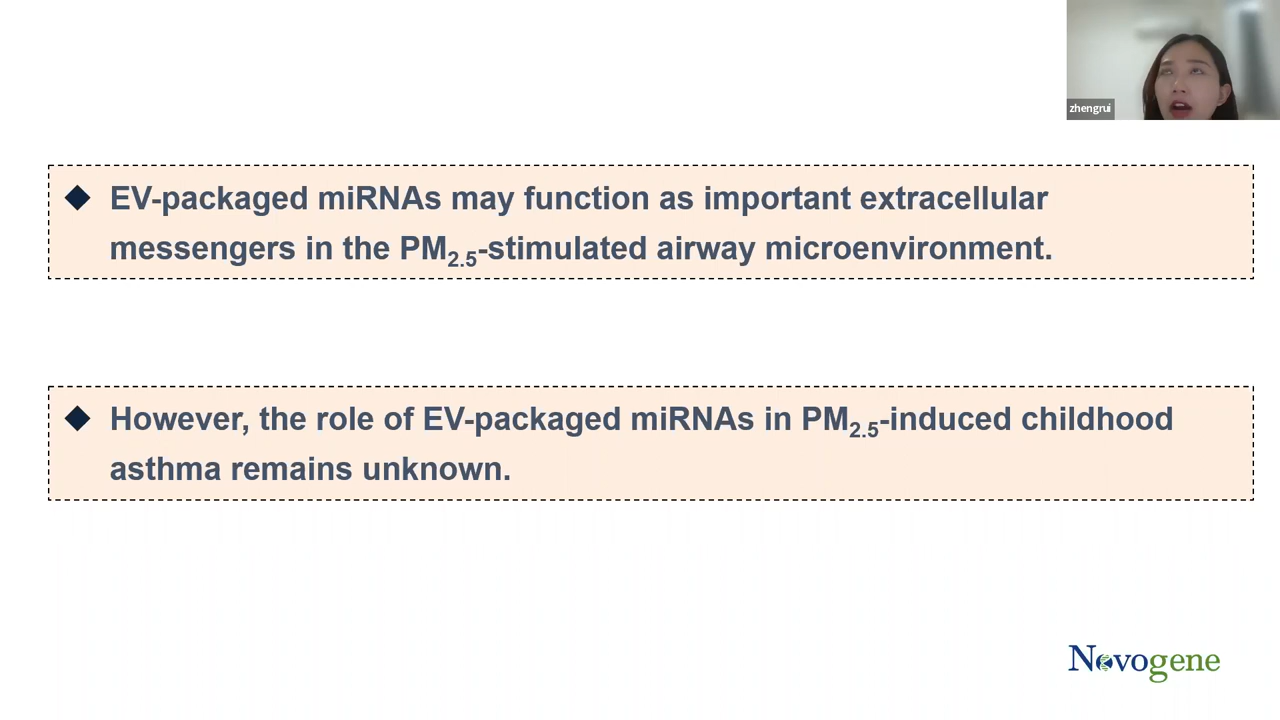 zhengrui
◆ EV-packaged miRNAs may function as important extracellular
messengers in the PM2.5-stimulated airway microenvironment.
◆ However, the role of EV-packaged miRNAs in PM2.5-induced childhood
asthma remains unknown.
Novogene